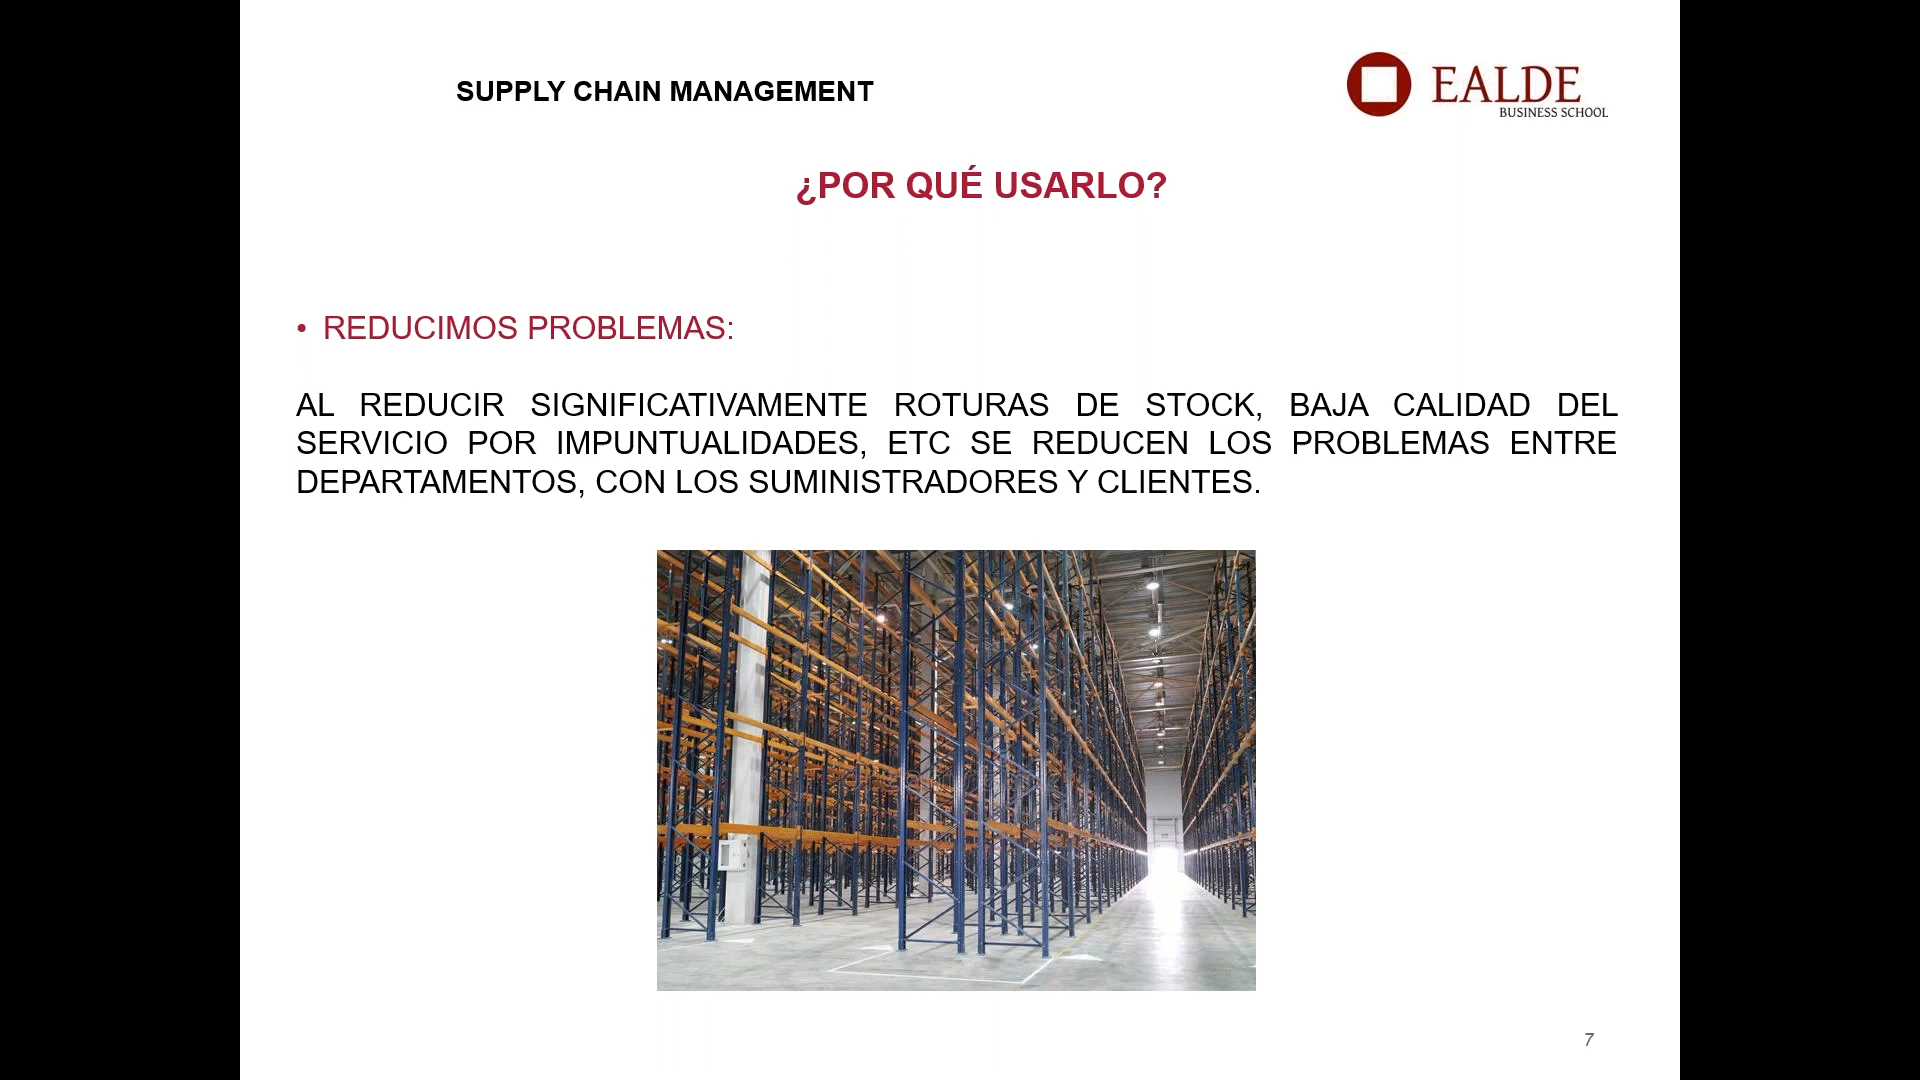 SUPPLY CHAIN MANAGEMENT
EALDE
BUSINESS SCHOOL
¿POR QUÉ USARLO?
• REDUCIMOS PROBLEMAS:
AL REDUCIR SIGNIFICATIVAMENTE ROTURAS DE STOCK, BAJA CALIDAD DEL
SERVICIO POR IMPUNTUALIDADES, ETC SE REDUCEN LOS PROBLEMAS ENTRE
DEPARTAMENTOS, CON LOS SUMINISTRADORES Y CLIENTES.
7